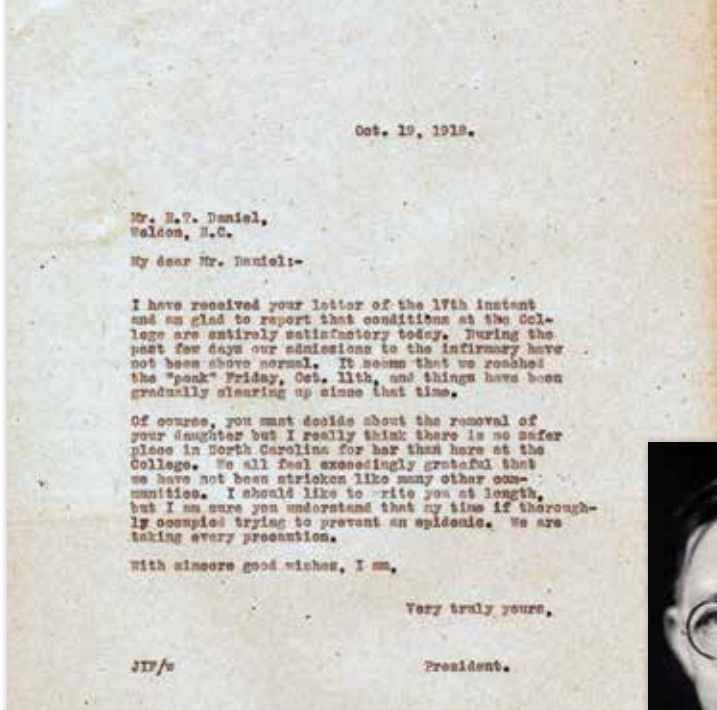 Oct. 19, 1918.
Mr. E.T. Daniel,
Weldon, N.C.
My dear Mr. Daniel:-
I have received your letter of the 17th instant
and am glad to report that conditions at the Col-
lege are entirely satisfactory today. During the
past few days our admissions to the infirmary have
not been above normal. It seems that we reached
the "peak" Friday, Oct. 11th, and things have been
gradually clearing up since that time.
Of course, you must decide about the removal of
your daughter but I really think there is no safer
place in North Carolina for her than here at the
College. We all feel exceedingly grateful that
we have not been stricken like many other com-
munities. I should like to rite you at length,
but I am sure you understand that my time if thorough-
ly occupied trying to prevent an epidemic. We are
taking every precaution.
With sincere good wishes, I am,
Very truly yours,
JIF/w
President.